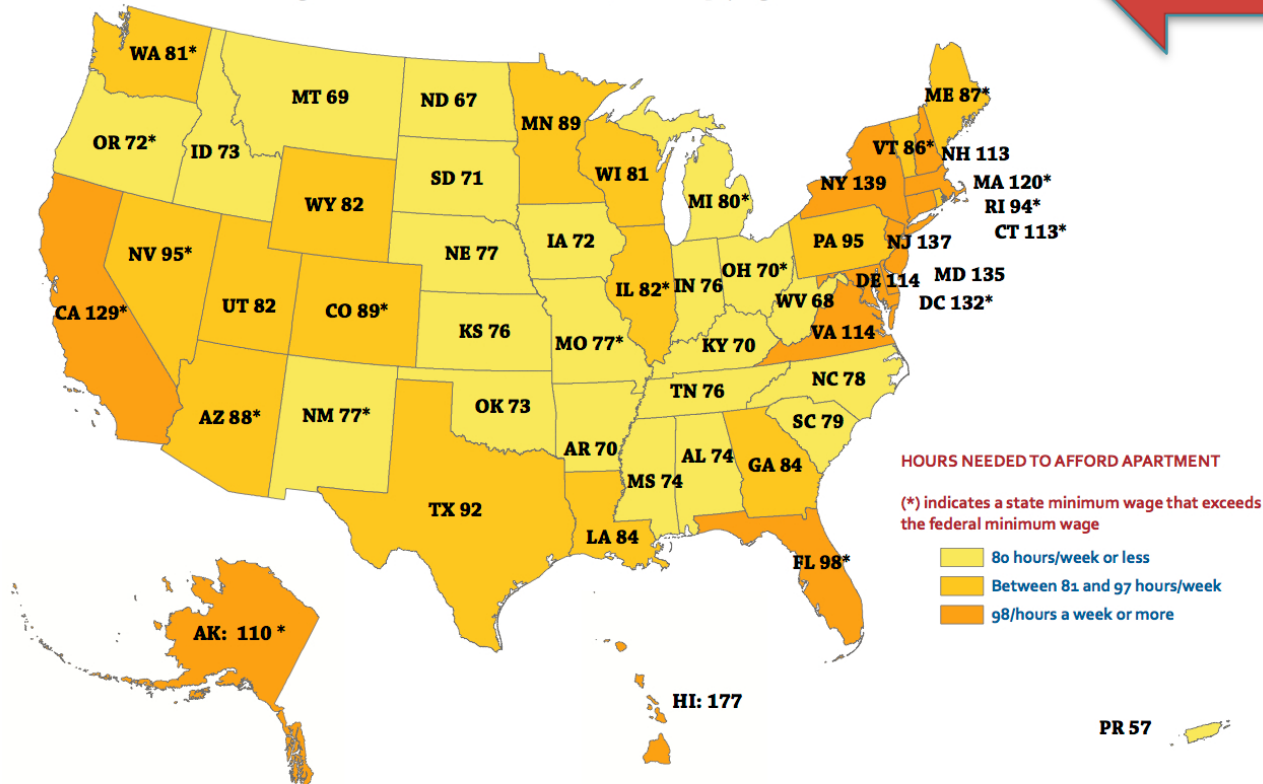 WA 81*
MT 69
ND 67
MN 89
ME 87*
OR 72*
ID 73
VT 86*
NH 113
SD 71
WI 81
MI 80*
NY 139
MA 120*
WY 82
RI 94*
CT 113*
NV 95*
NE 77
IA 72
PA 95
NJ 137
UT 82
CO 89*
IL 82*
IN 76
OH 70*
DE 114
MD 135
CA 129*
WV 68
DC 132*
KS 76
MO 77*
KY 70
VA 114
AZ 88*
NM 77*
OK 73
TN 76
NC 78
AR 70
SC 79
MS 74
AL 74
GA 84
TX 92
LA 84
FL 98*
HOURS NEEDED TO AFFORD APARTMENT
(*) indicates a state minimum wage that exceeds
the federal minimum wage
80 hours/week or less
Between 81 and 97 hours/week
98/hours a week or more
AK: 110 *
HI: 177
PR 57